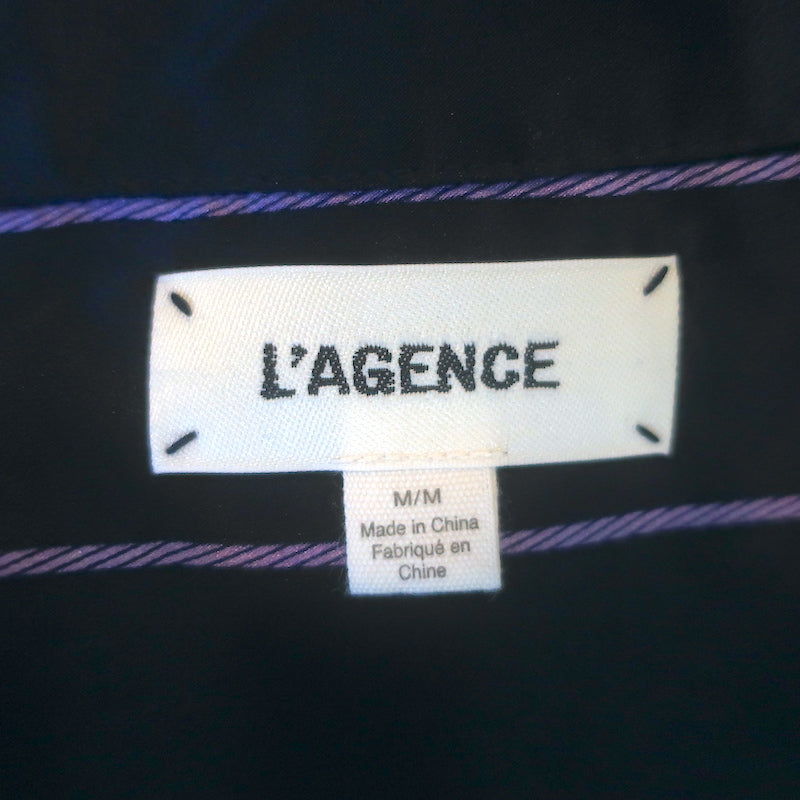 L'AGENCE
M/M
Made in China
Fabriqué en
Chine